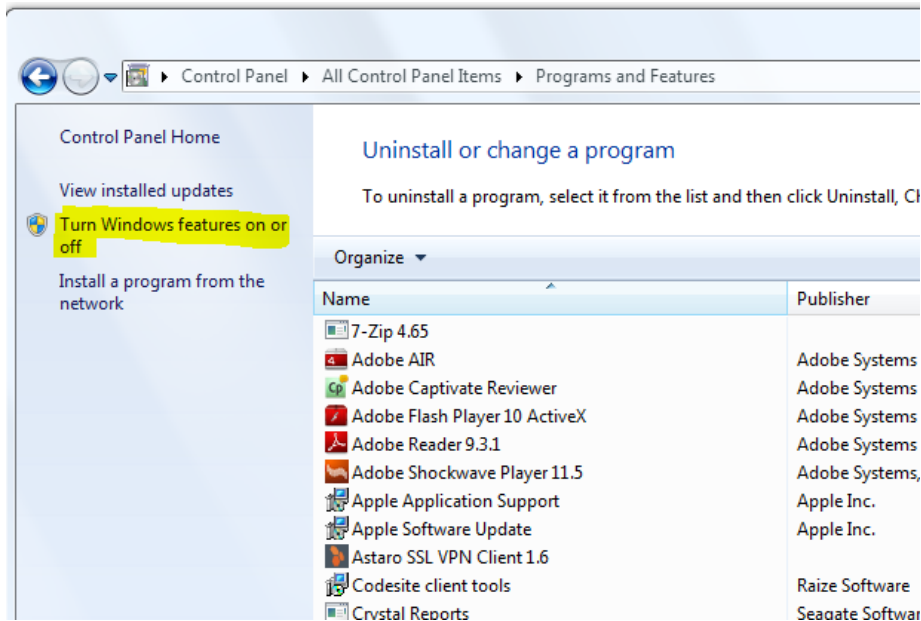 Control Panel All Control Panel Items Programs and Features
Control Panel Home
View installed updates
Turn Windows features on or
off
Install a program from the
network
Uninstall or change a program
To uninstall a program, select it from the list and then click Uninstall, Ch
Organize
Name Publisher
7-Zip 4.65
Adobe AIR Adobe Systems
Adobe Captivate Reviewer Adobe Systems
Adobe Flash Player 10 ActiveX Adobe Systems
Adobe Reader 9.3.1 Adobe Systems
Adobe Shockwave Player 11.5 Adobe Systems,
Apple Application Support Apple Inc.
Apple Software Update Apple Inc.
Astaro SSL VPN Client 1.6
Codesite client tools Raize Software
Crystal Reports Seagate Softwar